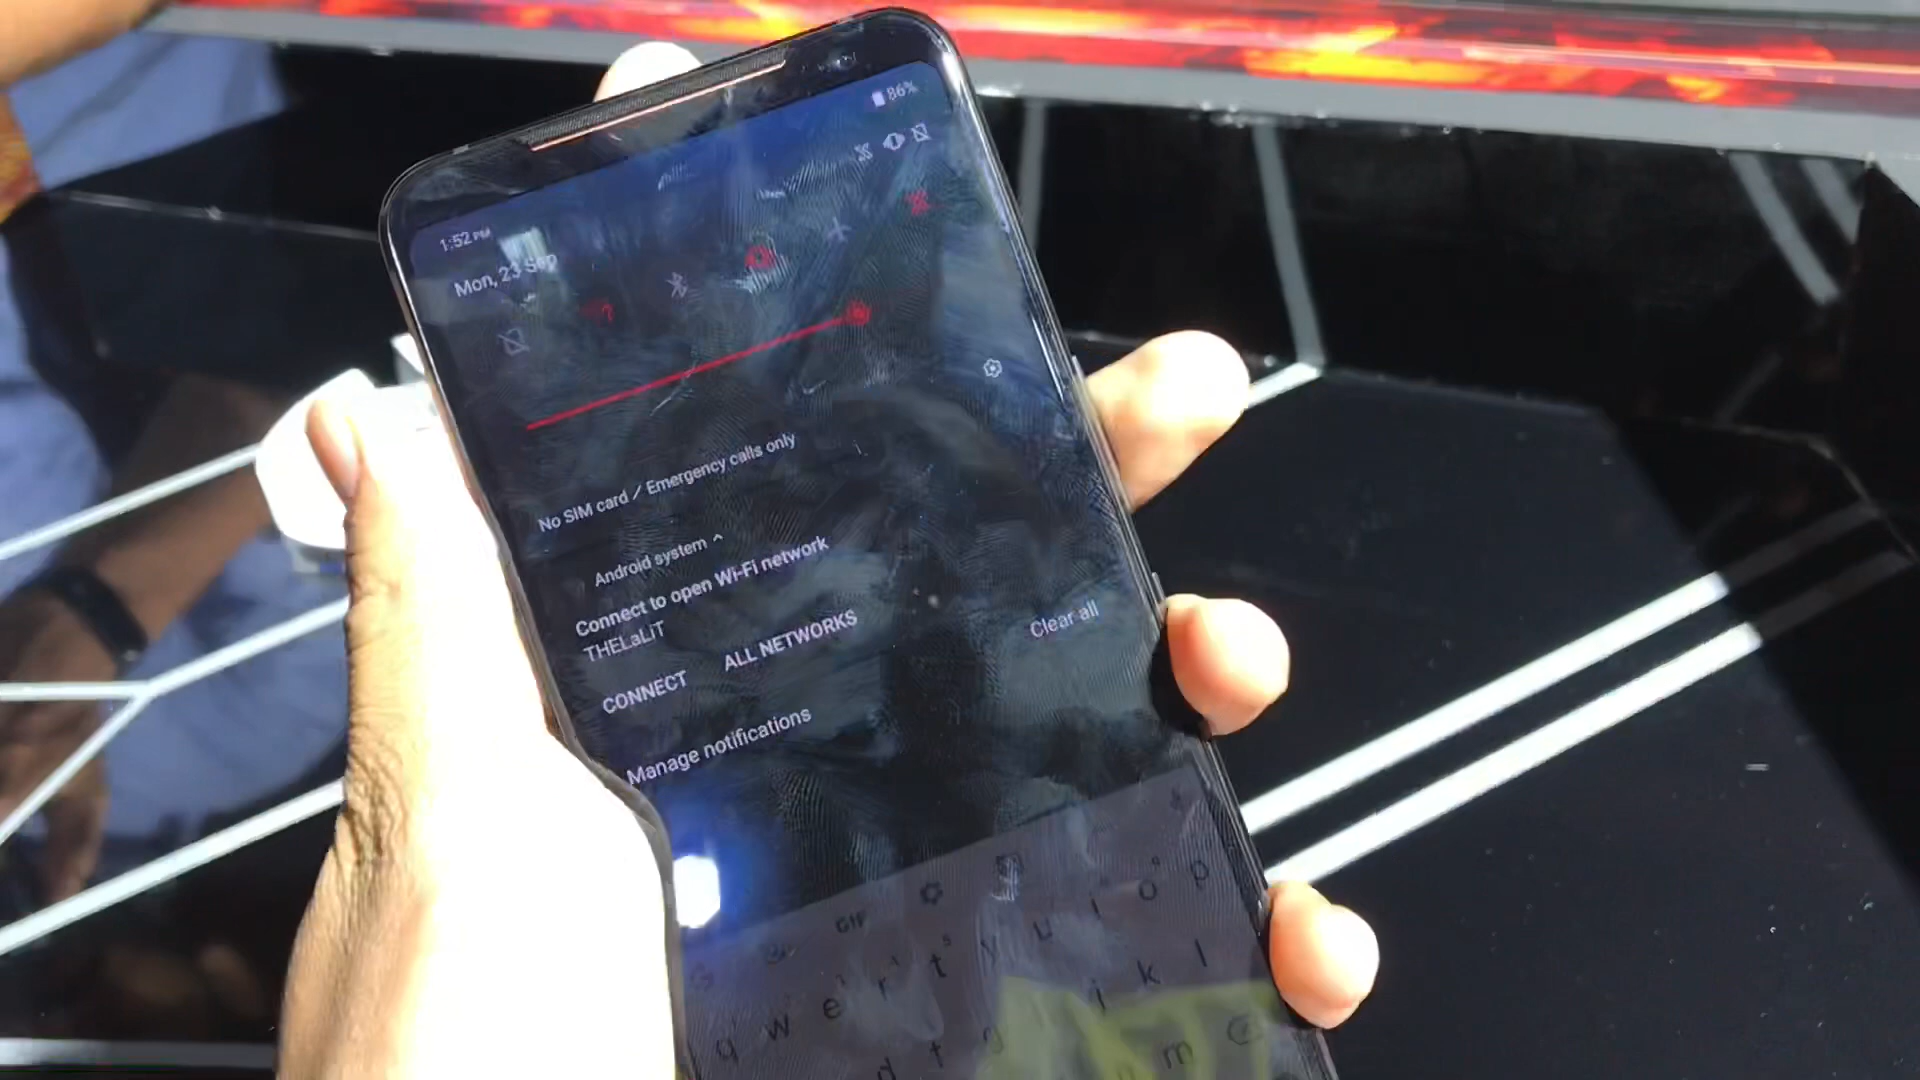 86%
1:52 PM
Mon, 23 Sep
No SIM card / Emergency calls only
Android system
Connect to open Wi-Fi network
THELaLiT
CONNECT ALL NETWORKS
Clear all
Manage notifications
GIF
q w e r t y u i o p
j k l
m